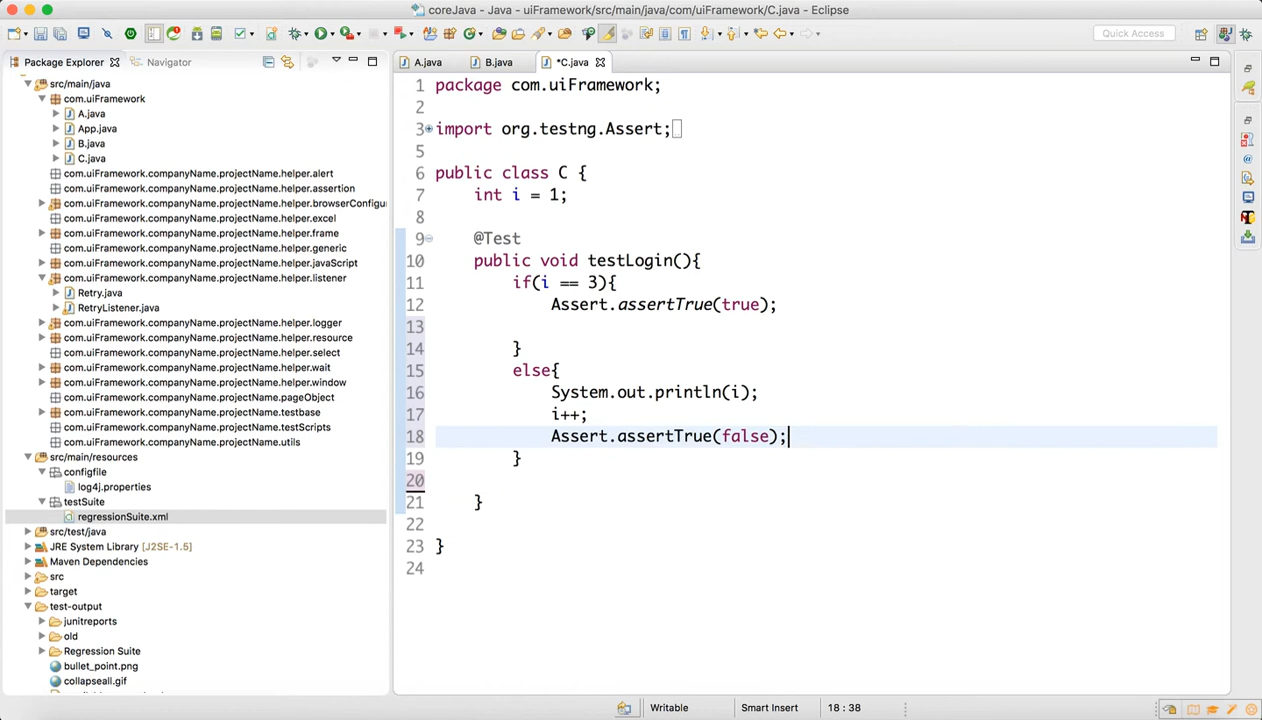 coreJava - Java - uiFramework/src/main/java/com/uiFramework/C.java - Eclipse
Quick Access
Package Explorer
Navigator
src/main/java
com.uiFramework
A.java
App.java
B.java
C.java
com.uiFramework.companyName.projectName.helper.alert
com.uiFramework.companyName.projectName.helper.assertion
com.uiFramework.companyName.projectName.helper.browserConfigu
com.uiFramework.companyName.projectName.helper.excel
com.uiFramework.companyName.projectName.helper.frame
com.uiFramework.companyName.projectName.helper.generic
com.uiFramework.companyName.projectName.helper.javaScript
com.uiFramework.companyName.projectName.helper.listener
Retry.java
RetryListener.java
com.uiFramework.companyName.projectName.helper.logger
com.uiFramework.companyName.projectName.helper.resource
com.uiFramework.companyName.projectName.helper.select
com.uiFramework.companyName.projectName.helper.wait
com.uiFramework.companyName.projectName.helper.window
com.uiFramework.companyName.projectName.pageObject
com.uiFramework.companyName.projectName.testbase
com.uiFramework.companyName.projectName.testScripts
com.uiFramework.companyName.projectName.utils
src/main/resources
configfile
log4j.properties
testSuite
regressionSuite.xml
src/test/java
JRE System Library [J2SE-1.5]
Maven Dependencies
src
target
test-output
junitreports
old
Regression Suite
bullet_point.png
collapseall.gif
A.java
B.java
*C.java
1 package com.uiFramework;
2
3 import org.testng.Assert;
5
6 public class C {
7 int i = 1;
8
9 @Test
10 public void testLogin(){
11 if(i == 3){
12 Assert.assertTrue(true);
13
14 }
15 else{
16 System.out.println(i);
17 i++;
18 Assert.assertTrue(false);
19 }
20
21 }
22
23 }
24
Writable
Smart Insert
18 : 38